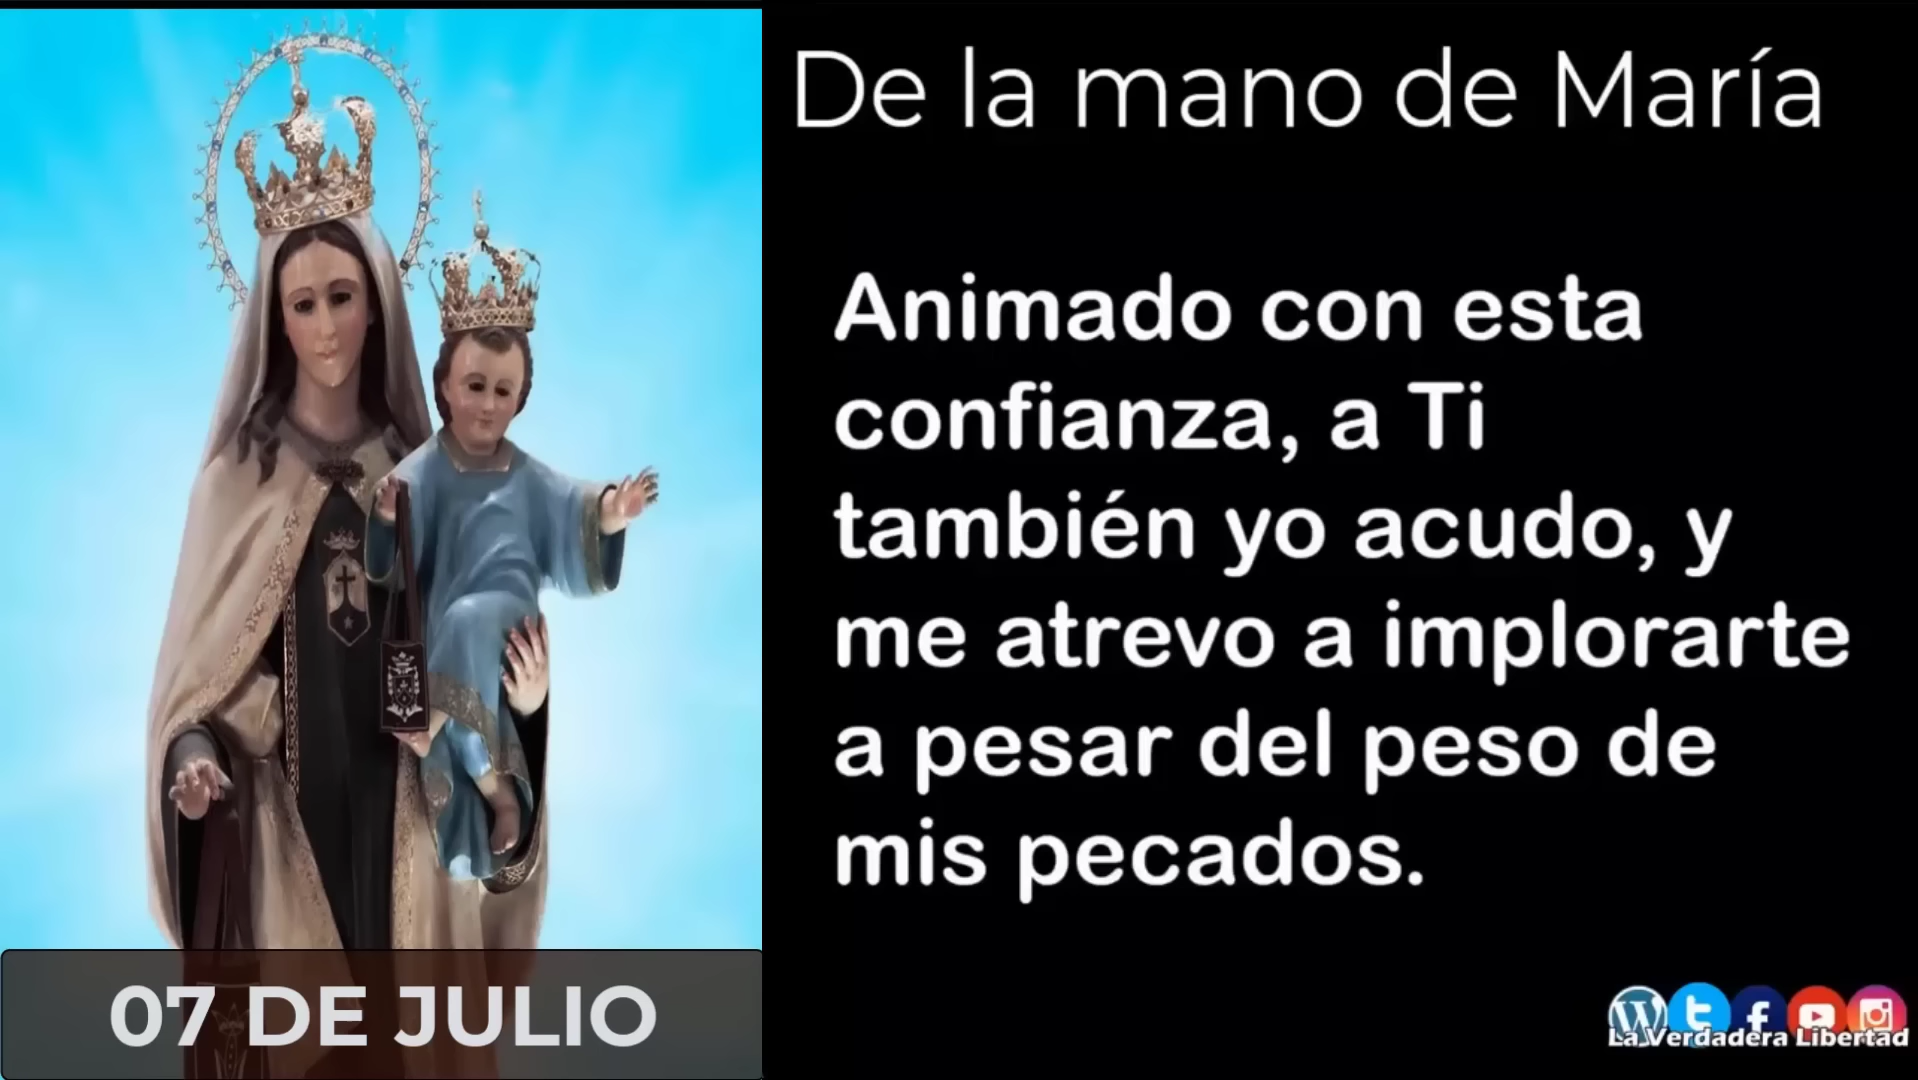 De la mano de María
Animado con esta
confianza, a Ti
también yo acudo, y
me atrevo a implorarte
a pesar del peso de
mis pecados.
07 DE JULIO
La Verdadera Libertad